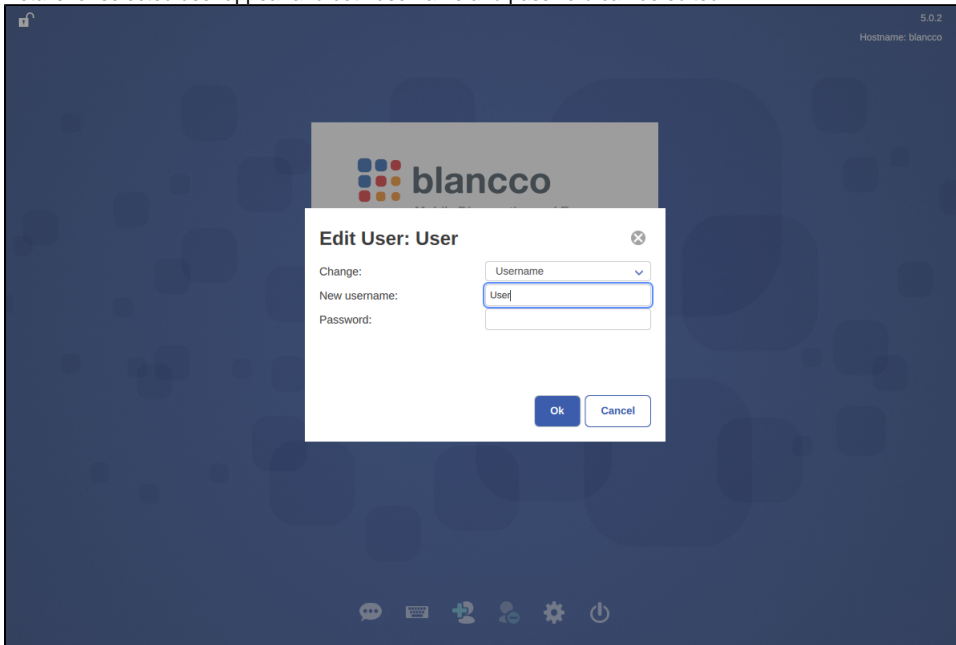 5.0.2
Hostname: blancco
blancco
Edit User: User
Change:
Username
New username:
User
Password:
Ok
Cancel